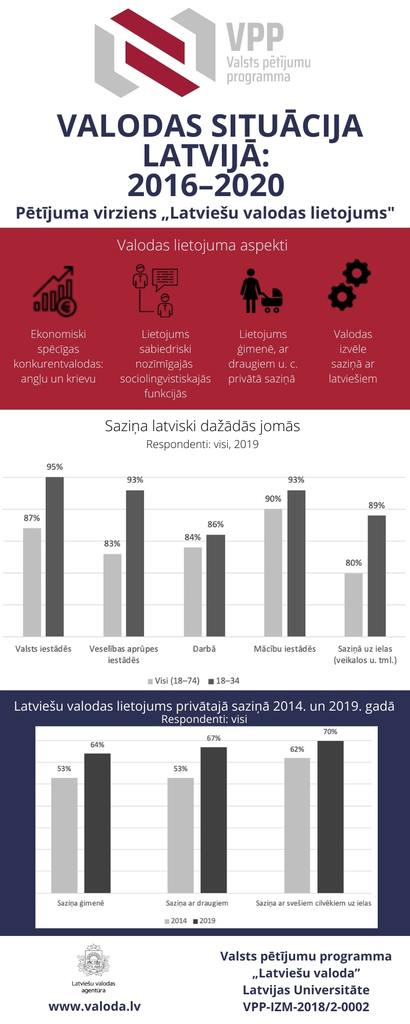 VPP
Valsts pētījumu
programma
VALODAS SITUĀCIJA
LATVIJĀ:
2016–2020
Pētījuma virziens „Latviešu valodas lietojums"
Valodas lietojuma aspekti
Ekonomiski
spēcīgas
konkurentvalodas:
angļu un krievu
Lietojums
sabiedriski
nozīmīgajās
sociolingvistiskajās
funkcijās
Lietojums
ģimenē, ar
draugiem u. c.
privātā saziņā
Valodas
izvēle
saziņā ar
latviešiem
Saziņa latviski dažādās jomās
Respondenti: visi, 2019
87%
95%
83%
93%
84%
86%
90%
93%
80%
89%
Valsts iestādēs
Veselības aprūpes
iestādēs
Darbā
Mācību iestādēs
Saziņā uz ielas
(veikalos u. tml.)
Visi (18–74)
18–34
Latviešu valodas lietojums privātajā saziņā 2014. un 2019. gadā
Respondenti: visi
53%
64%
53%
67%
62%
70%
Saziņa ģimenē
Saziņa ar draugiem
Saziņa ar svešiem cilvēkiem uz ielas
2014
2019
Latviešu valodas
aģentūra
www.valoda.lv
Valsts pētījumu programma
„Latviešu valoda”
Latvijas Universitāte
VPP-IZM-2018/2-0002